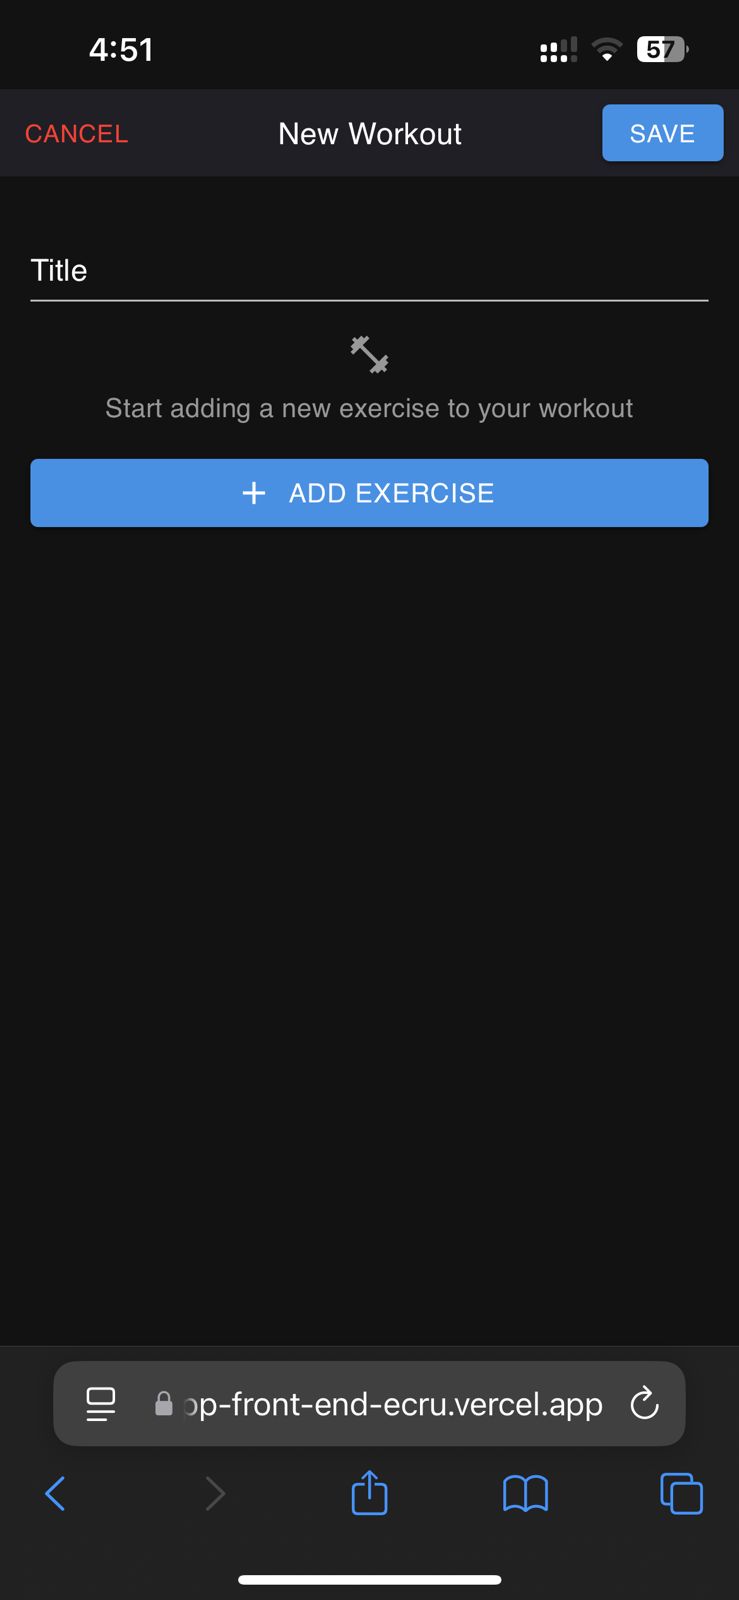 4:51
57
CANCEL
New Workout
SAVE
Title
Start adding a new exercise to your workout
+ ADD EXERCISE
pp-front-end-ecru.vercel.app